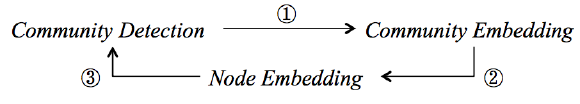 ①
Community Detection Community Embedding
③ Node Embedding ②